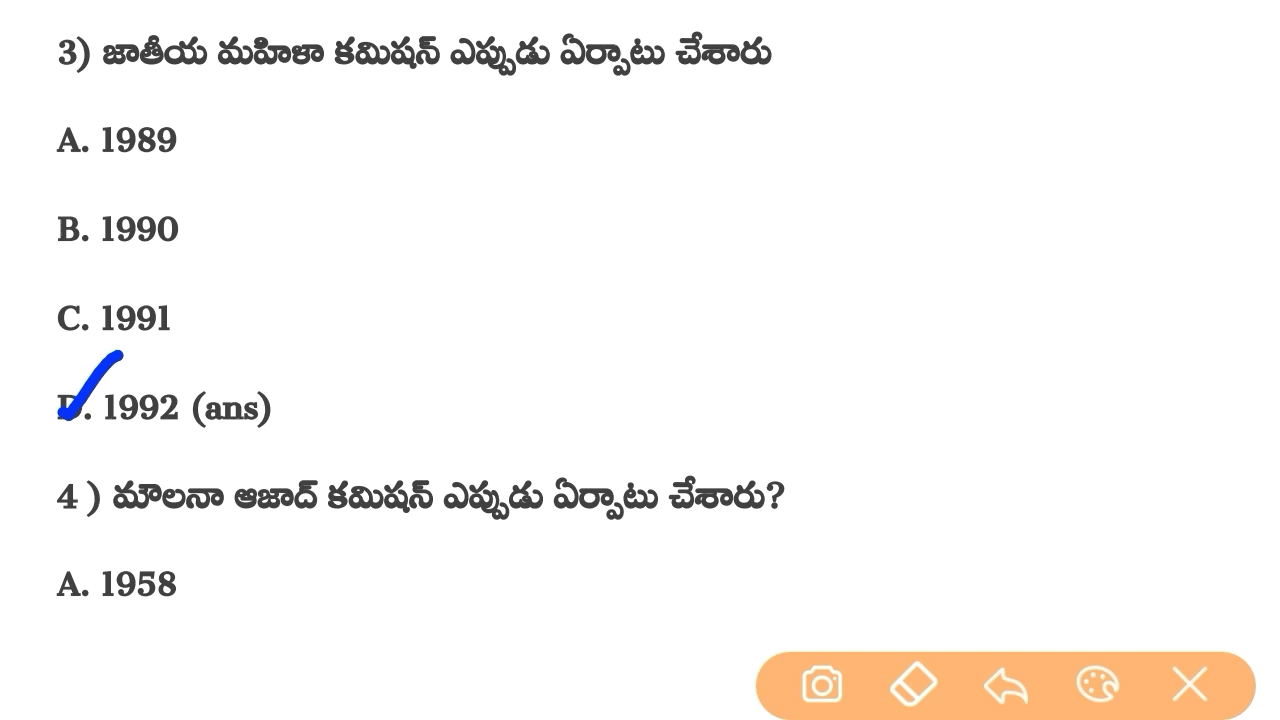 3) జాతీయ మహిళా కమిషన్ ఎప్పుడు ఏర్పాటు చేశారు
A. 1989
B. 1990
C. 1991
D. 1992 (ans)
4 ) మౌలనా ఆజాద్ కమిషన్ ఎప్పుడు ఏర్పాటు చేశారు?
A. 1958